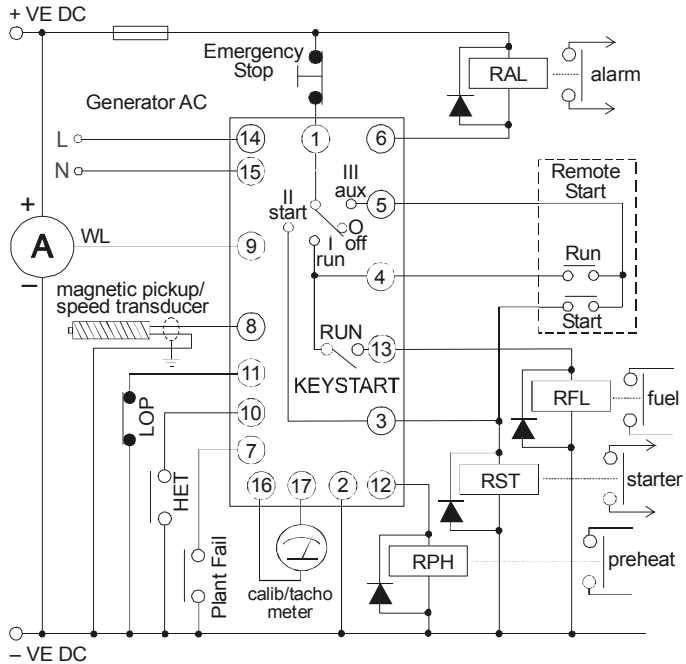 + VE DC
Emergency
Stop
RAL
alarm
Generator AC
L
N
14
15
1
6
III
aux
5
II
start
O
off
I
run
Remote
Start
Run
Start
+
A
–
WL
9
4
magnetic pickup/
speed transducer
8
RUN
13
KEYSTART
11
LOP
10
HET
7
3
RFL
fuel
RST
starter
16
17
2
12
RPH
preheat
Plant Fail
calib/tacho
meter
– VE DC